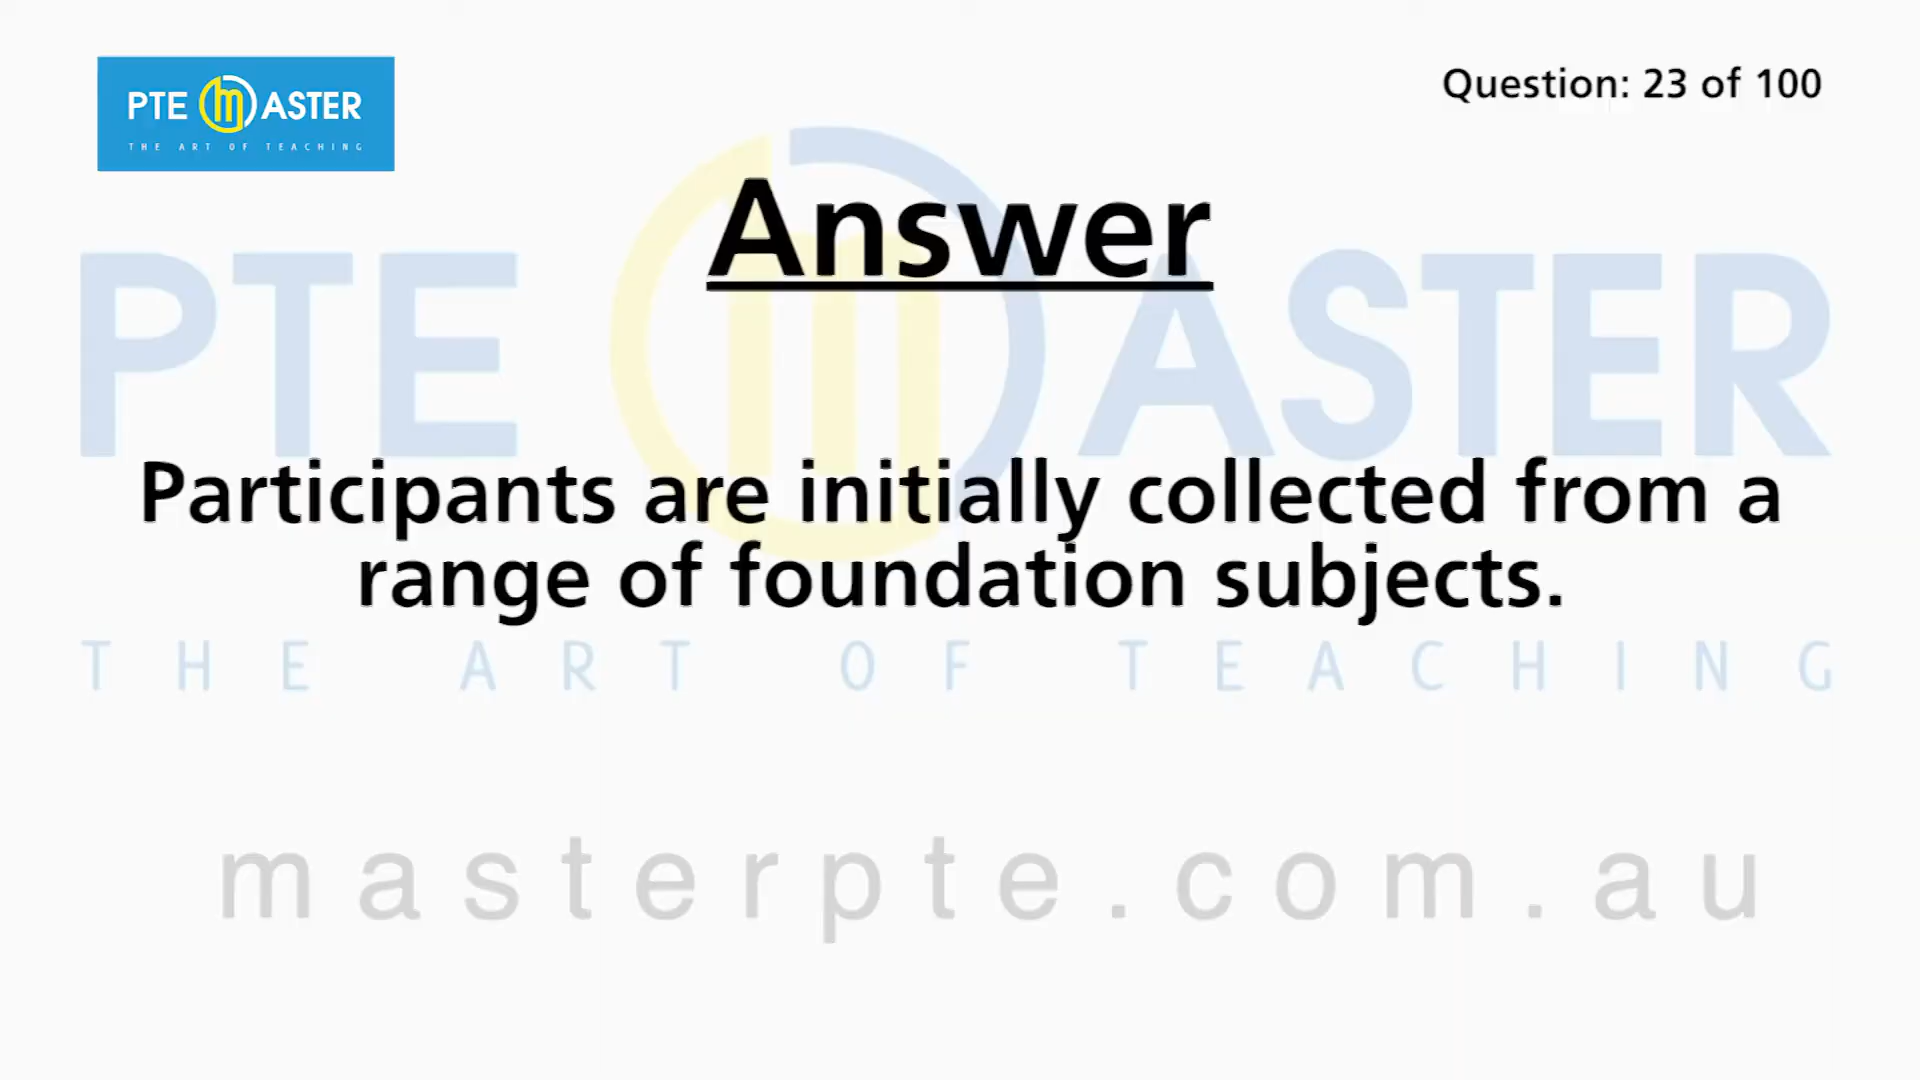 PTE MASTER
THE ART OF TEACHING
Question: 23 of 100
Answer
PTE MASTER
Participants are initially collected from a
range of foundation subjects.
THE ART OF TEACHING
masterpte.com.au